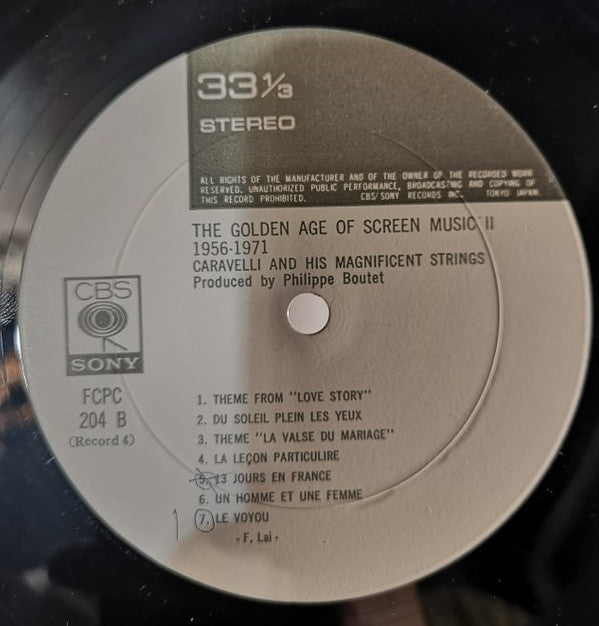 33 1/3
STEREO
ALL RIGHTS OF THE MANUFACTURER AND OF THE OWNER OF THE RECORDED WORK
RESERVED. UNAUTHORIZED PUBLIC PERFORMANCE, BROADCASTING AND COPYING OF
THIS RECORD PROHIBITED. CBS/SONY RECORDS INC. TOKYO JAPAN.
THE GOLDEN AGE OF SCREEN MUSIC II
1956-1971
CARAVELLI AND HIS MAGNIFICENT STRINGS
Produced by Philippe Boutet
CBS
SONY
FCPC
204 B
(Record 4)
1. THEME FROM "LOVE STORY"
2. DU SOLEIL PLEIN LES YEUX
3. THEME "LA VALSE DU MARIAGE"
4. LA LEÇON PARTICULIRE
5. 13 JOURS EN FRANCE
6. UN HOMME ET UNE FEMME
1 7. LE VOYOU
・F. Lai・